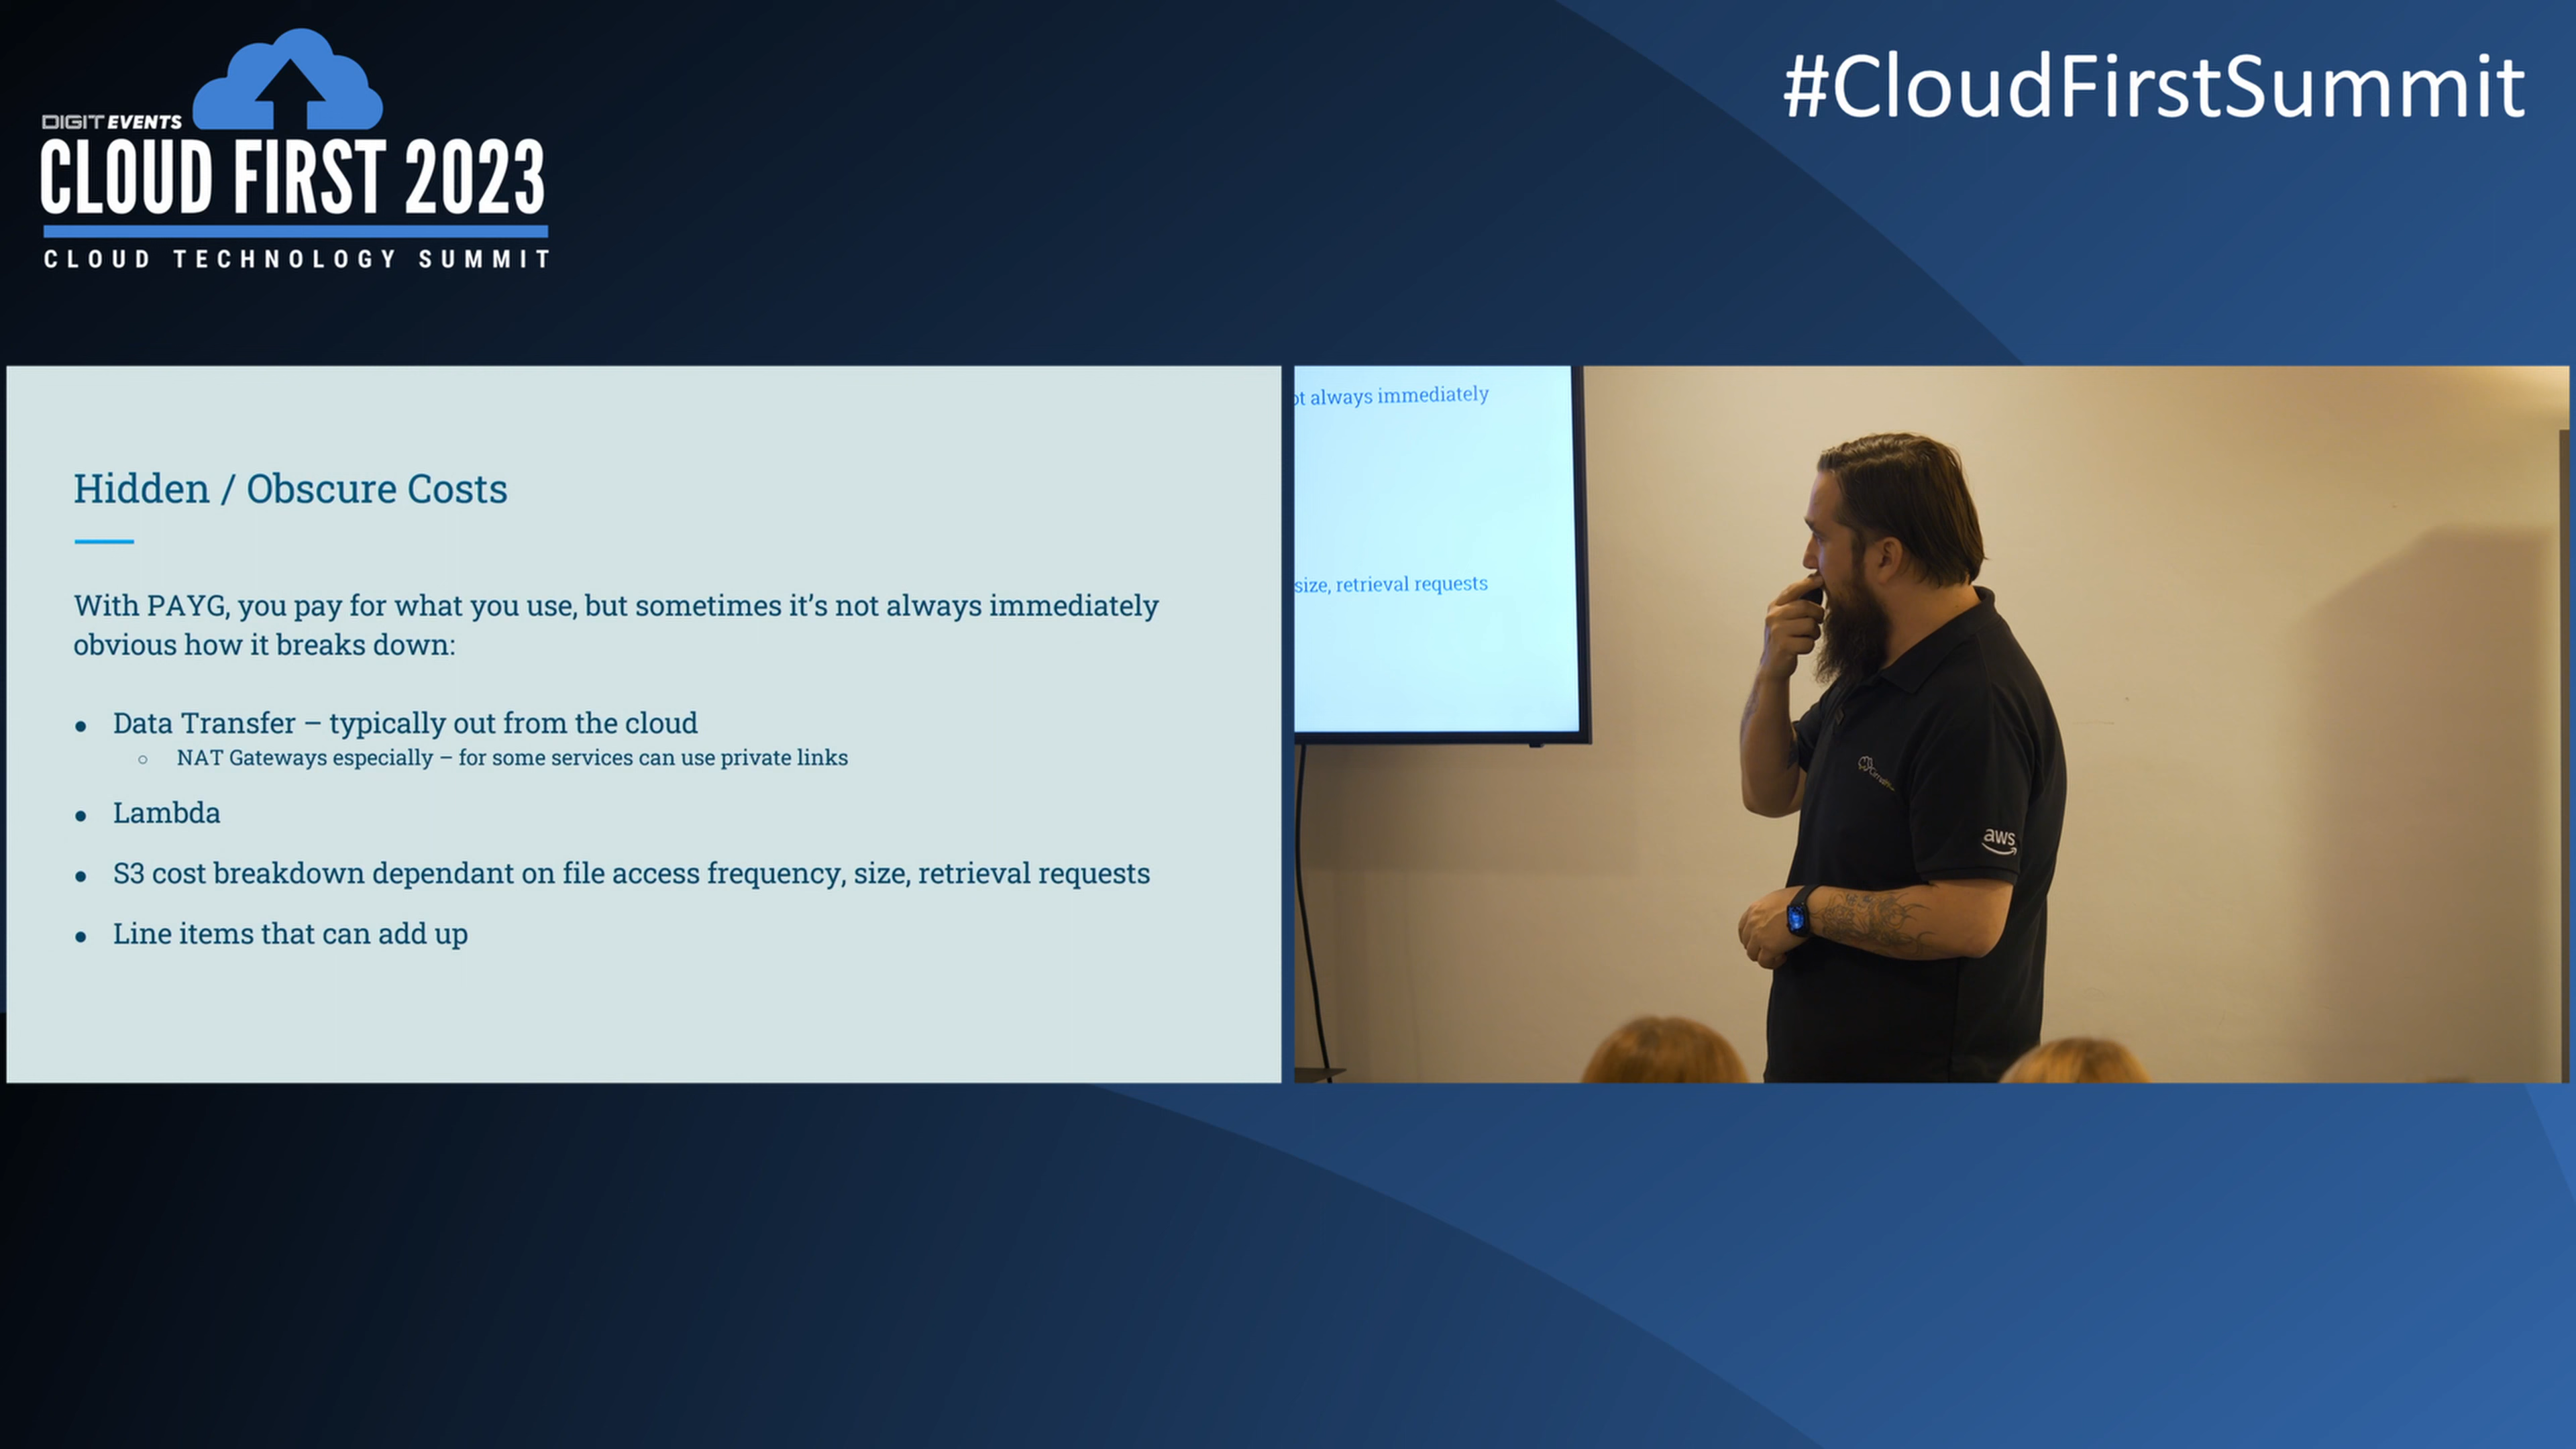 DIGIT EVENTS
CLOUD FIRST 2023
CLOUD TECHNOLOGY SUMMIT
#CloudFirstSummit
Hidden / Obscure Costs
With PAYG, you pay for what you use, but sometimes it’s not always immediately
obvious how it breaks down:
● Data Transfer – typically out from the cloud
○ NAT Gateways especially – for some services can use private links
● Lambda
● S3 cost breakdown dependant on file access frequency, size, retrieval requests
● Line items that can add up
always immediately
size, retrieval requests
aws